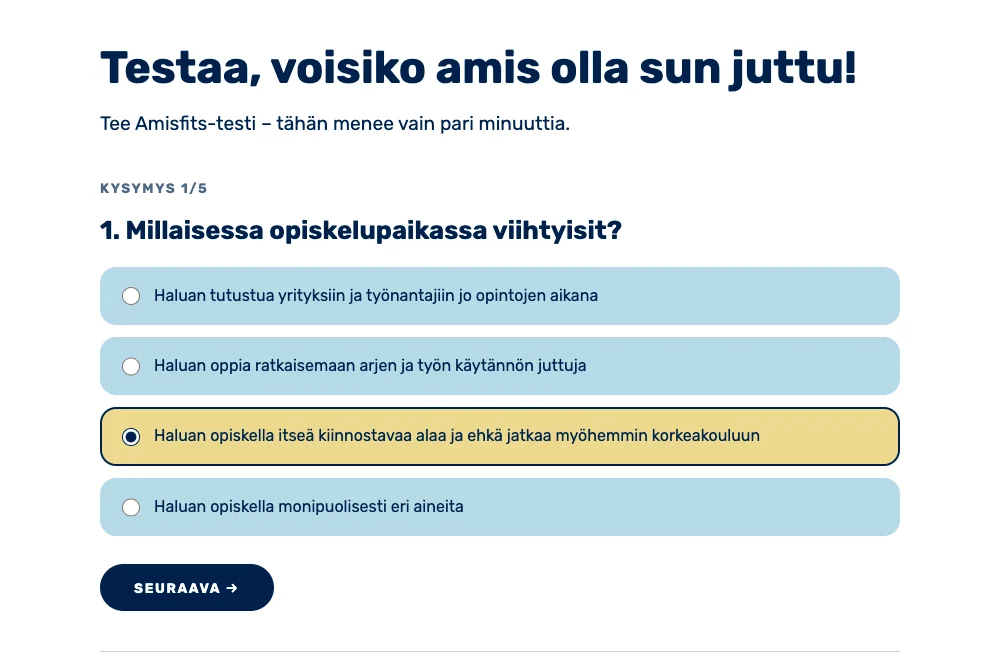 Testaa, voisiko amis olla sun juttu!
Tee Amisfits-testi – tähän menee vain pari minuuttia.
KYSYMYS 1/5
1. Millaisessa opiskelupaikassa viihtyisit?
Haluan tutustua yrityksiin ja työnantajiin jo opintojen aikana
Haluan oppia ratkaisemaan arjen ja työn käytännön juttuja
Haluan opiskella itseä kiinnostavaa alaa ja ehkä jatkaa myöhemmin korkeakouluun
Haluan opiskella monipuolisesti eri aineita
SEURAAVA →